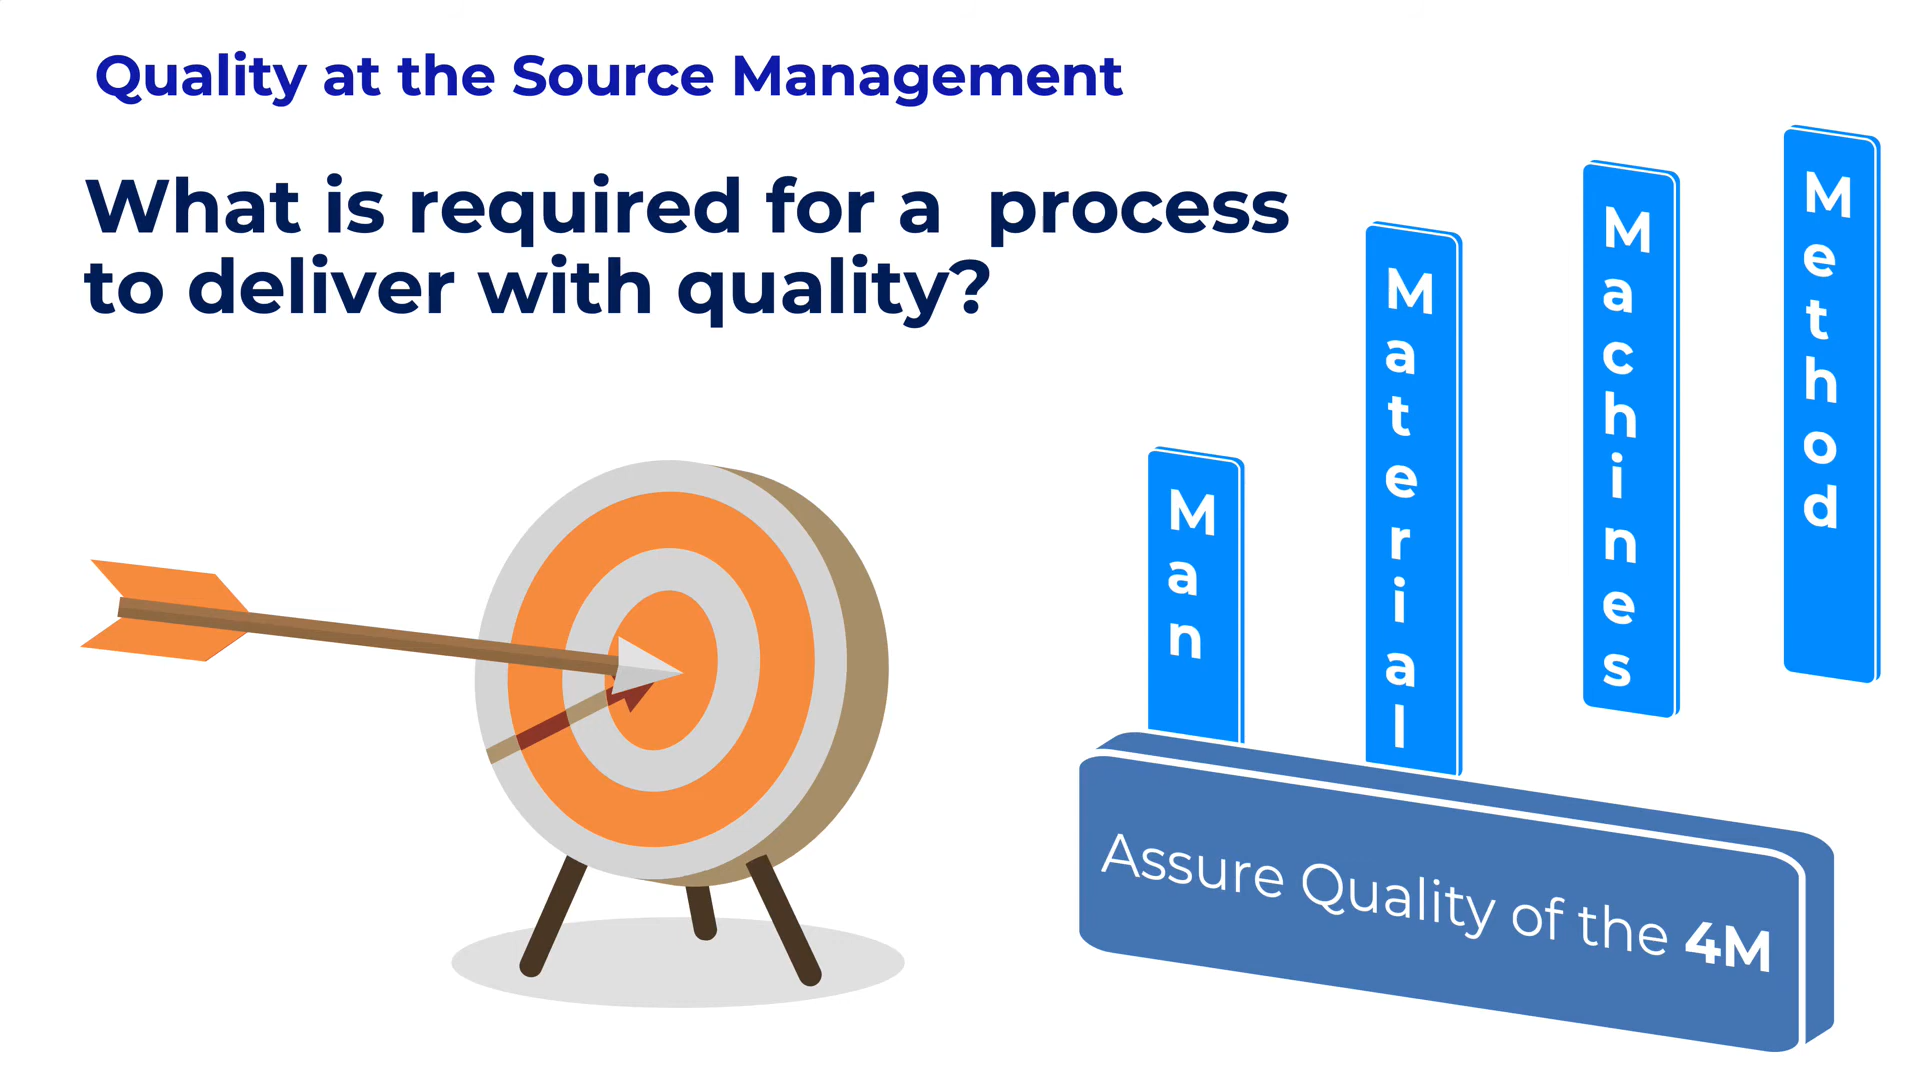 Quality at the Source Management
What is required for a  process
to deliver with quality?
Man
Material
Machines
Method
Assure Quality of the 4M